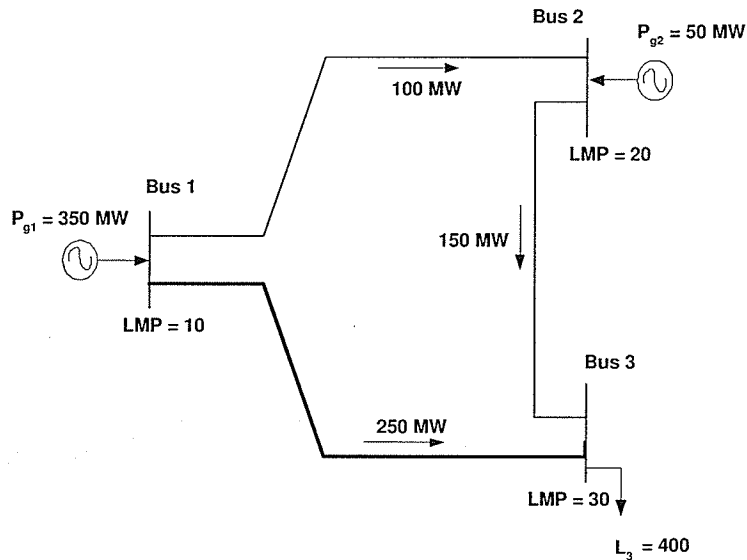 Bus 2
P_g2 = 50 MW
100 MW
LMP = 20
Bus 1
P_g1 = 350 MW
150 MW
LMP = 10
Bus 3
250 MW
LMP = 30
L_3 = 400